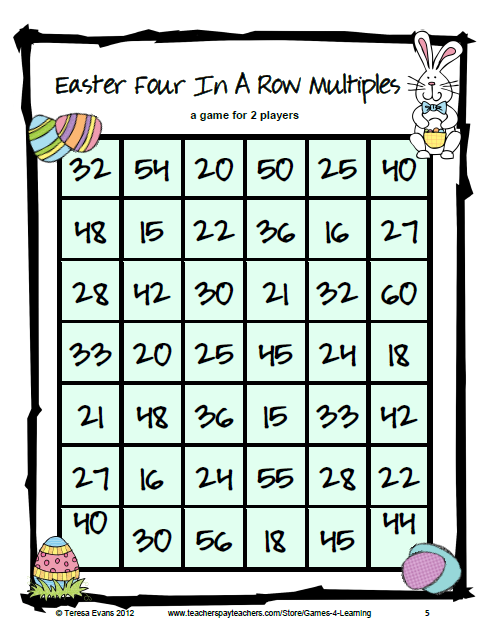 Easter Four In A Row Multiples
a game for 2 players
32 54 20 50 25 40
48 15 22 36 16 27
28 42 30 21 32 60
33 20 25 45 24 18
21 48 36 15 33 42
27 16 24 55 28 22
40 30 56 18 45 44
© Teresa Evans 2012 www.teacherspayteachers.com/Store/Games-4-Learning 5